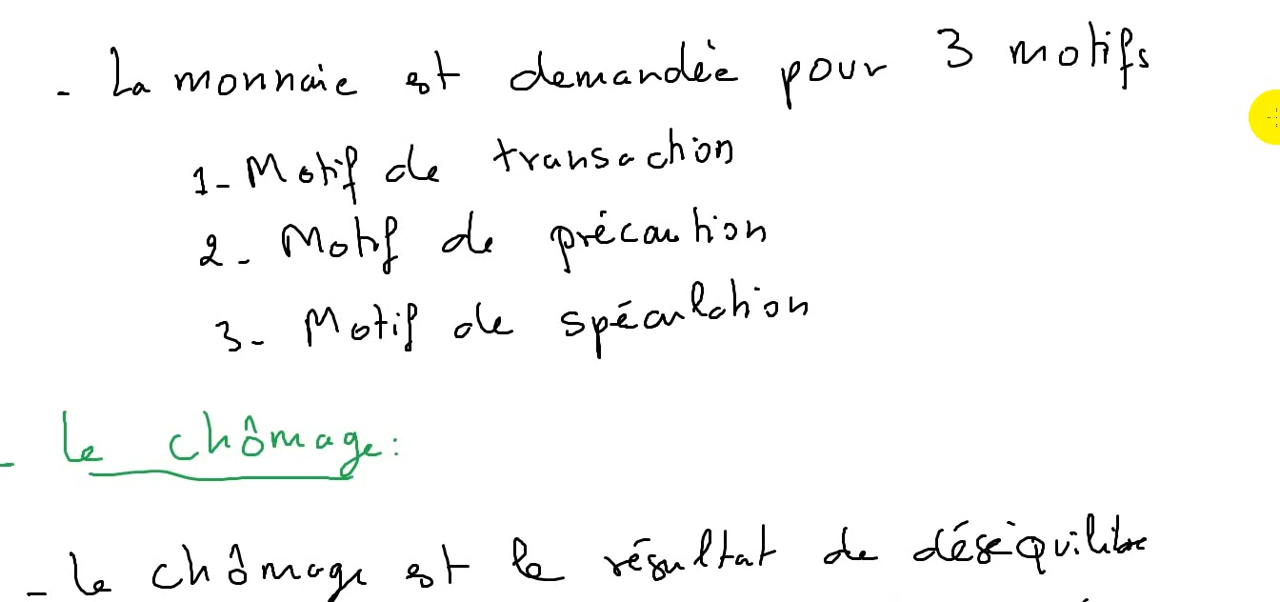 - La monnaie est demandée pour 3 motifs
1- Motif de transaction
2- Motif de précaution
3- Motif de spéculation
- Le chômage:
- le chômage est le résultat de déséquilibre